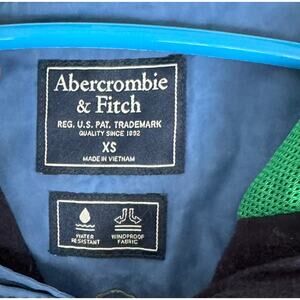 Abercrombie
& Fitch
REG. U.S. PAT. TRADEMARK
QUALITY SINCE 1892
XS
MADE IN VIETNAM
WATER
RESISTANT
WINDPROOF
FABRIC